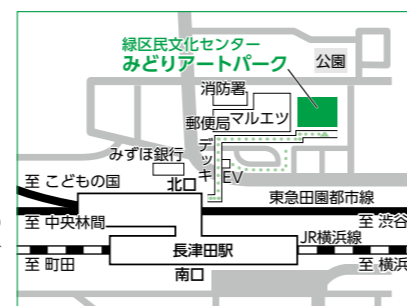 緑区民文化センター
みどりアートパーク
公園
消防署
郵便局
マルエツ
デッキ
みずほ銀行
EV
北口
至 こどもの国
東急田園都市線
至 中央林間
至 渋谷
長津田駅
JR横浜線
至 町田
至 横浜
南口